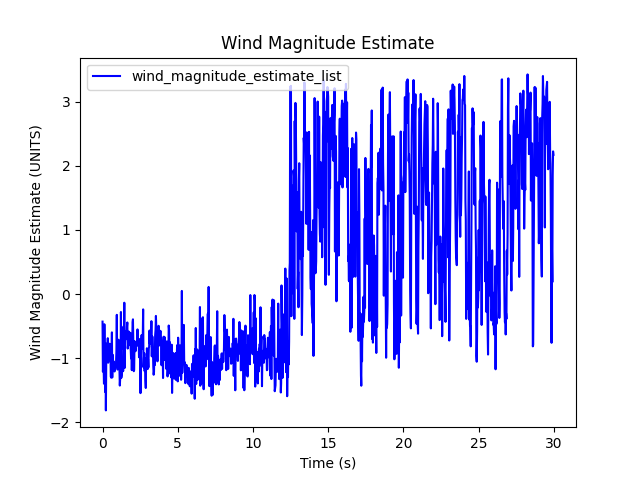 Wind Magnitude Estimate
wind_magnitude_estimate_list
Wind Magnitude Estimate (UNITS)
3
2
1
0
−1
−2
0 5 10 15 20 25 30
Time (s)